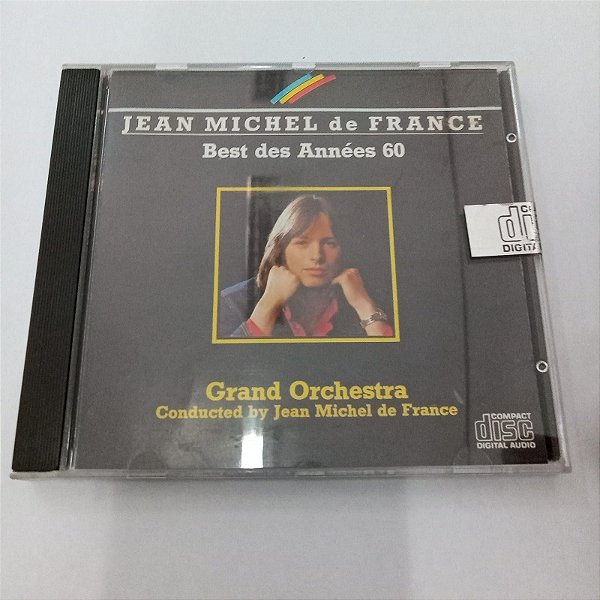 JEAN MICHEL de FRANCE
Best des Années 60
Grand Orchestra
Conducted by Jean Michel de France
COMPACT
disc
DIGITAL AUDIO